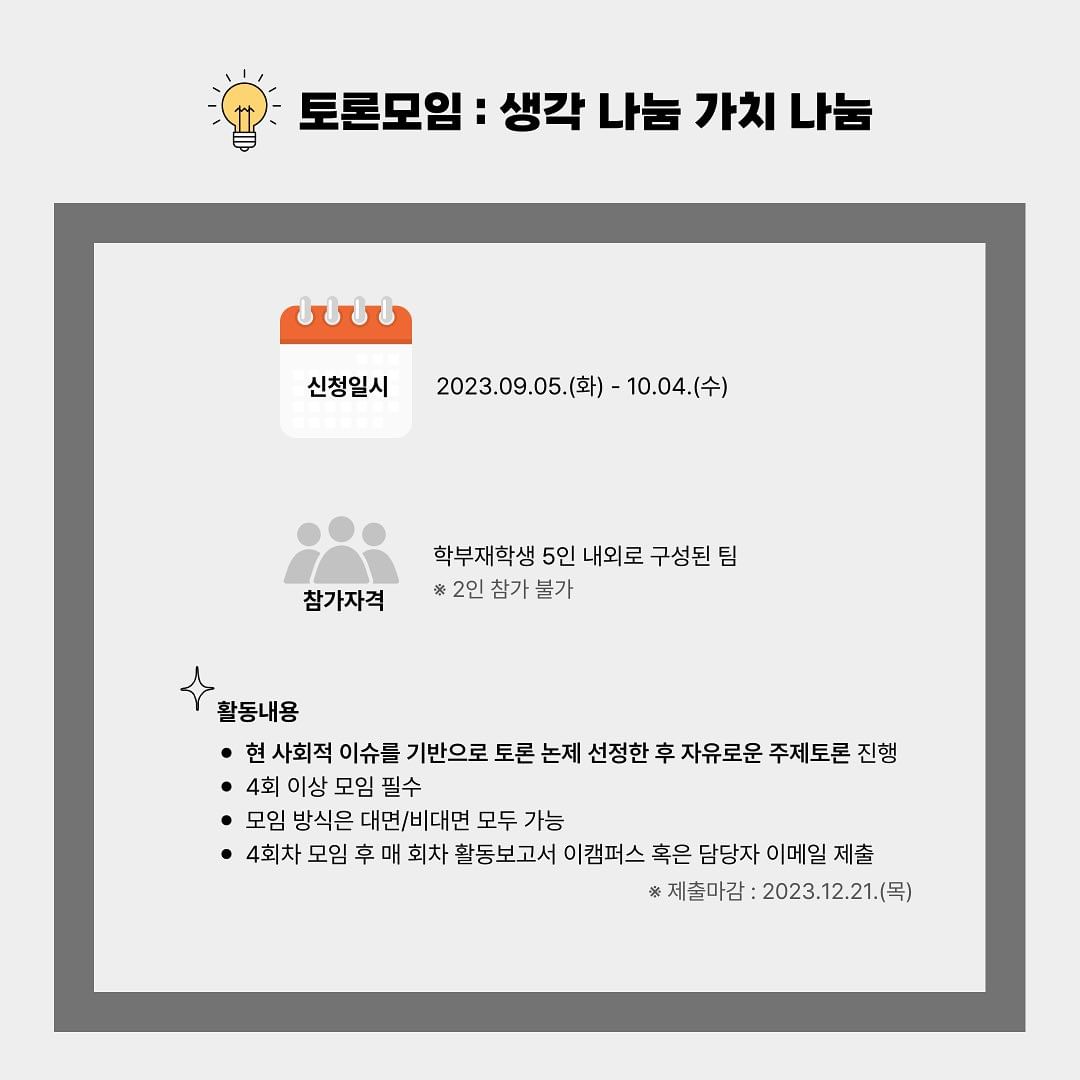 토론모임 : 생각 나눔 가치 나눔
신청일시
2023.09.05.(화) - 10.04.(수)
학부재학생 5인 내외로 구성된 팀
※ 2인 참가 불가
참가자격
활동내용
● 현 사회적 이슈를 기반으로 토론 논제 선정한 후 자유로운 주제토론 진행
● 4회 이상 모임 필수
● 모임 방식은 대면/비대면 모두 가능
● 4회차 모임 후 매 회차 활동보고서 이캠퍼스 혹은 담당자 이메일 제출
※ 제출마감 : 2023.12.21.(목)